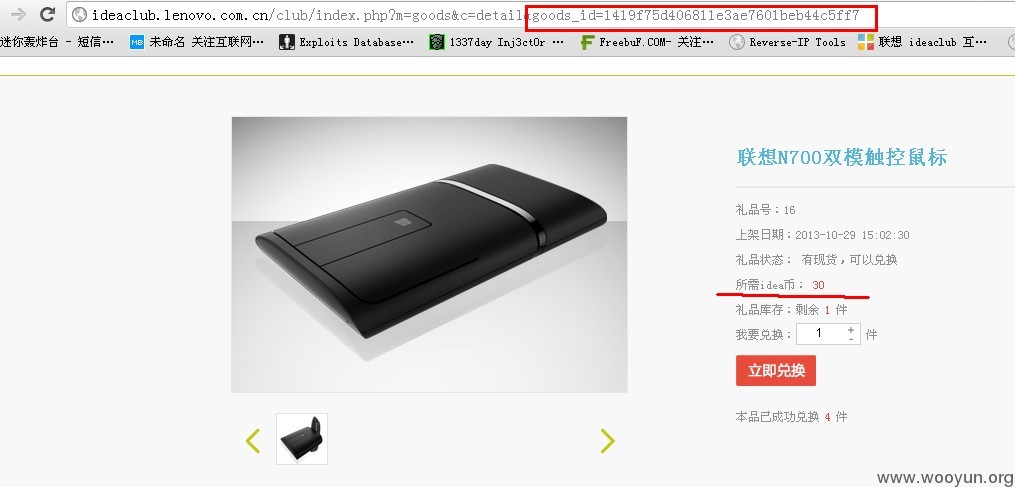 ideaclub.lenovo.com.cn/club/index.php?m=goods&c=detail&goods_id=1419f75d406811e3ae7601beb44c5ff7
迷你轰炸台 - 短信… MB 未命名 关注互联网… Exploits Database… 1337day Inj3ct0r … FreebuF.COM- 关注… Reverse-IP Tools 联想 ideaclub 互…
联想N700双模触控鼠标
礼品号：16
上架日期：2013-10-29 15:02:30
礼品状态： 有现货，可以兑换
所需idea币： 30
礼品库存：剩余 1 件
我要兑换： 1 + - 件
立即兑换
本品已成功兑换 4 件
www.wooyun.org